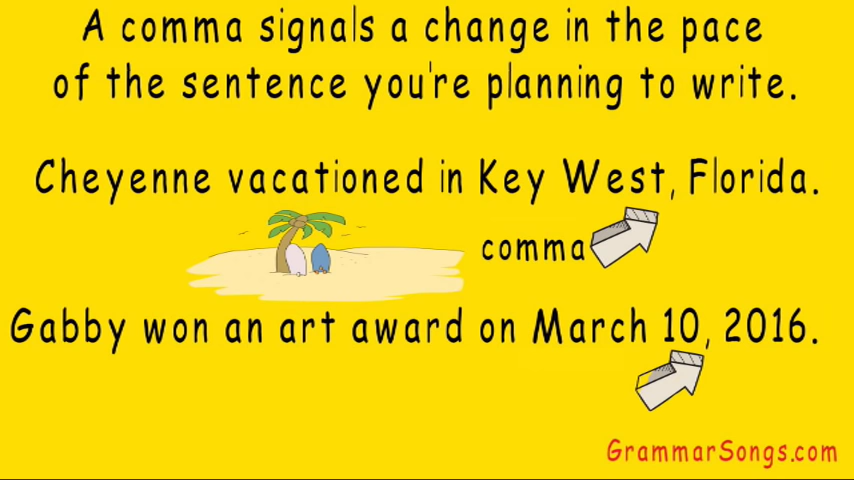 A comma signals a change in the pace
of the sentence you're planning to write.
Cheyenne vacationed in Key West, Florida.
comma
Gabby won an art award on March 10, 2016.
GrammarSongs.com